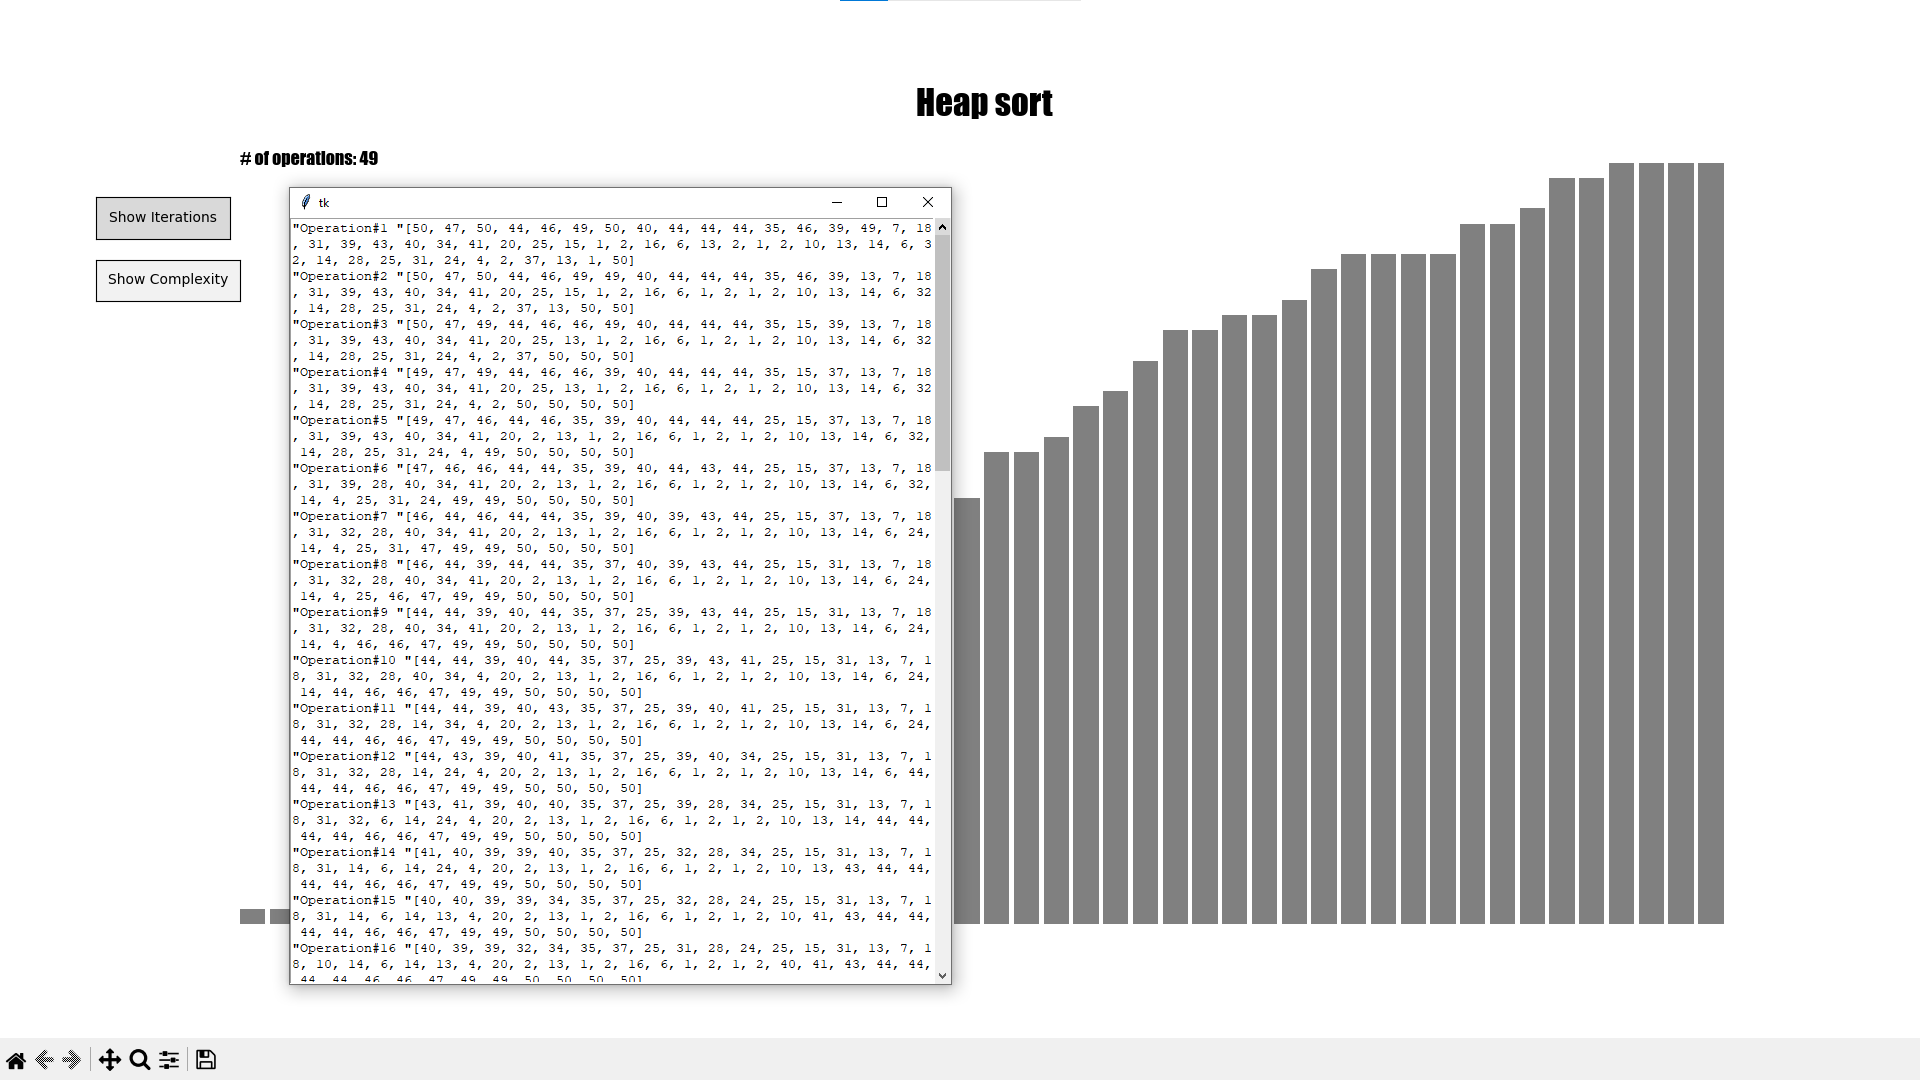 Heap sort
# of operations: 49
Show Iterations
Show Complexity
tk
"Operation#1 "[50, 47, 50, 44, 46, 49, 50, 40, 44, 44, 44, 35, 46, 39, 49, 7, 18
, 31, 39, 43, 40, 34, 41, 20, 25, 15, 1, 2, 16, 6, 13, 2, 1, 2, 10, 13, 14, 6, 3
2, 14, 28, 25, 31, 24, 4, 2, 37, 13, 1, 50]
"Operation#2 "[50, 47, 50, 44, 46, 49, 49, 40, 44, 44, 44, 35, 46, 39, 13, 7, 18
, 31, 39, 43, 40, 34, 41, 20, 25, 15, 1, 2, 16, 6, 1, 2, 1, 2, 10, 13, 14, 6, 32
, 14, 28, 25, 31, 24, 4, 2, 37, 13, 50, 50]
"Operation#3 "[50, 47, 49, 44, 46, 46, 49, 40, 44, 44, 44, 35, 15, 39, 13, 7, 18
, 31, 39, 43, 40, 34, 41, 20, 25, 13, 1, 2, 16, 6, 1, 2, 1, 2, 10, 13, 14, 6, 32
, 14, 28, 25, 31, 24, 4, 2, 37, 50, 50, 50]
"Operation#4 "[49, 47, 49, 44, 46, 46, 39, 40, 44, 44, 44, 35, 15, 37, 13, 7, 18
, 31, 39, 43, 40, 34, 41, 20, 25, 13, 1, 2, 16, 6, 1, 2, 1, 2, 10, 13, 14, 6, 32
, 14, 28, 25, 31, 24, 4, 2, 50, 50, 50, 50]
"Operation#5 "[49, 47, 46, 44, 46, 35, 39, 40, 44, 44, 44, 25, 15, 37, 13, 7, 18
, 31, 39, 43, 40, 34, 41, 20, 2, 13, 1, 2, 16, 6, 1, 2, 1, 2, 10, 13, 14, 6, 32,
14, 28, 25, 31, 24, 4, 49, 50, 50, 50, 50]
"Operation#6 "[47, 46, 46, 44, 44, 35, 39, 40, 44, 43, 44, 25, 15, 37, 13, 7, 18
, 31, 39, 28, 40, 34, 41, 20, 2, 13, 1, 2, 16, 6, 1, 2, 1, 2, 10, 13, 14, 6, 32,
14, 4, 25, 31, 24, 49, 49, 50, 50, 50, 50]
"Operation#7 "[46, 44, 46, 44, 44, 35, 39, 40, 39, 43, 44, 25, 15, 37, 13, 7, 18
, 31, 32, 28, 40, 34, 41, 20, 2, 13, 1, 2, 16, 6, 1, 2, 1, 2, 10, 13, 14, 6, 24,
14, 4, 25, 31, 47, 49, 49, 50, 50, 50, 50]
"Operation#8 "[46, 44, 39, 44, 44, 35, 37, 40, 39, 43, 44, 25, 15, 31, 13, 7, 18
, 31, 32, 28, 40, 34, 41, 20, 2, 13, 1, 2, 16, 6, 1, 2, 1, 2, 10, 13, 14, 6, 24,
14, 4, 25, 46, 47, 49, 49, 50, 50, 50, 50]
"Operation#9 "[44, 44, 39, 40, 44, 35, 37, 25, 39, 43, 44, 25, 15, 31, 13, 7, 18
, 31, 32, 28, 40, 34, 41, 20, 2, 13, 1, 2, 16, 6, 1, 2, 1, 2, 10, 13, 14, 6, 24,
14, 4, 46, 46, 47, 49, 49, 50, 50, 50, 50]
"Operation#10 "[44, 44, 39, 40, 44, 35, 37, 25, 39, 43, 41, 25, 15, 31, 13, 7, 1
8, 31, 32, 28, 40, 34, 4, 20, 2, 13, 1, 2, 16, 6, 1, 2, 1, 2, 10, 13, 14, 6, 24,
14, 44, 46, 46, 47, 49, 49, 50, 50, 50, 50]
"Operation#11 "[44, 44, 39, 40, 43, 35, 37, 25, 39, 40, 41, 25, 15, 31, 13, 7, 1
8, 31, 32, 28, 14, 34, 4, 20, 2, 13, 1, 2, 16, 6, 1, 2, 1, 2, 10, 13, 14, 6, 24,
44, 44, 46, 46, 47, 49, 49, 50, 50, 50, 50]
"Operation#12 "[44, 43, 39, 40, 41, 35, 37, 25, 39, 40, 34, 25, 15, 31, 13, 7, 1
8, 31, 32, 28, 14, 24, 4, 20, 2, 13, 1, 2, 16, 6, 1, 2, 1, 2, 10, 13, 14, 6, 44,
44, 44, 46, 46, 47, 49, 49, 50, 50, 50, 50]
"Operation#13 "[43, 41, 39, 40, 40, 35, 37, 25, 39, 28, 34, 25, 15, 31, 13, 7, 1
8, 31, 32, 6, 14, 24, 4, 20, 2, 13, 1, 2, 16, 6, 1, 2, 1, 2, 10, 13, 14, 44, 44,
44, 44, 46, 46, 47, 49, 49, 50, 50, 50, 50]
"Operation#14 "[41, 40, 39, 39, 40, 35, 37, 25, 32, 28, 34, 25, 15, 31, 13, 7, 1
8, 31, 14, 6, 14, 24, 4, 20, 2, 13, 1, 2, 16, 6, 1, 2, 1, 2, 10, 13, 43, 44, 44,
44, 44, 46, 46, 47, 49, 49, 50, 50, 50, 50]
"Operation#15 "[40, 40, 39, 39, 34, 35, 37, 25, 32, 28, 24, 25, 15, 31, 13, 7, 1
8, 31, 14, 6, 14, 13, 4, 20, 2, 13, 1, 2, 16, 6, 1, 2, 1, 2, 10, 41, 43, 44, 44,
44, 44, 46, 46, 47, 49, 49, 50, 50, 50, 50]
"Operation#16 "[40, 39, 39, 32, 34, 35, 37, 25, 31, 28, 24, 25, 15, 31, 13, 7, 1
8, 10, 14, 6, 14, 13, 4, 20, 2, 13, 1, 2, 16, 6, 1, 2, 1, 2, 40, 41, 43, 44, 44,
44, 44, 46, 46, 47, 49, 49, 50, 50, 50, 50]